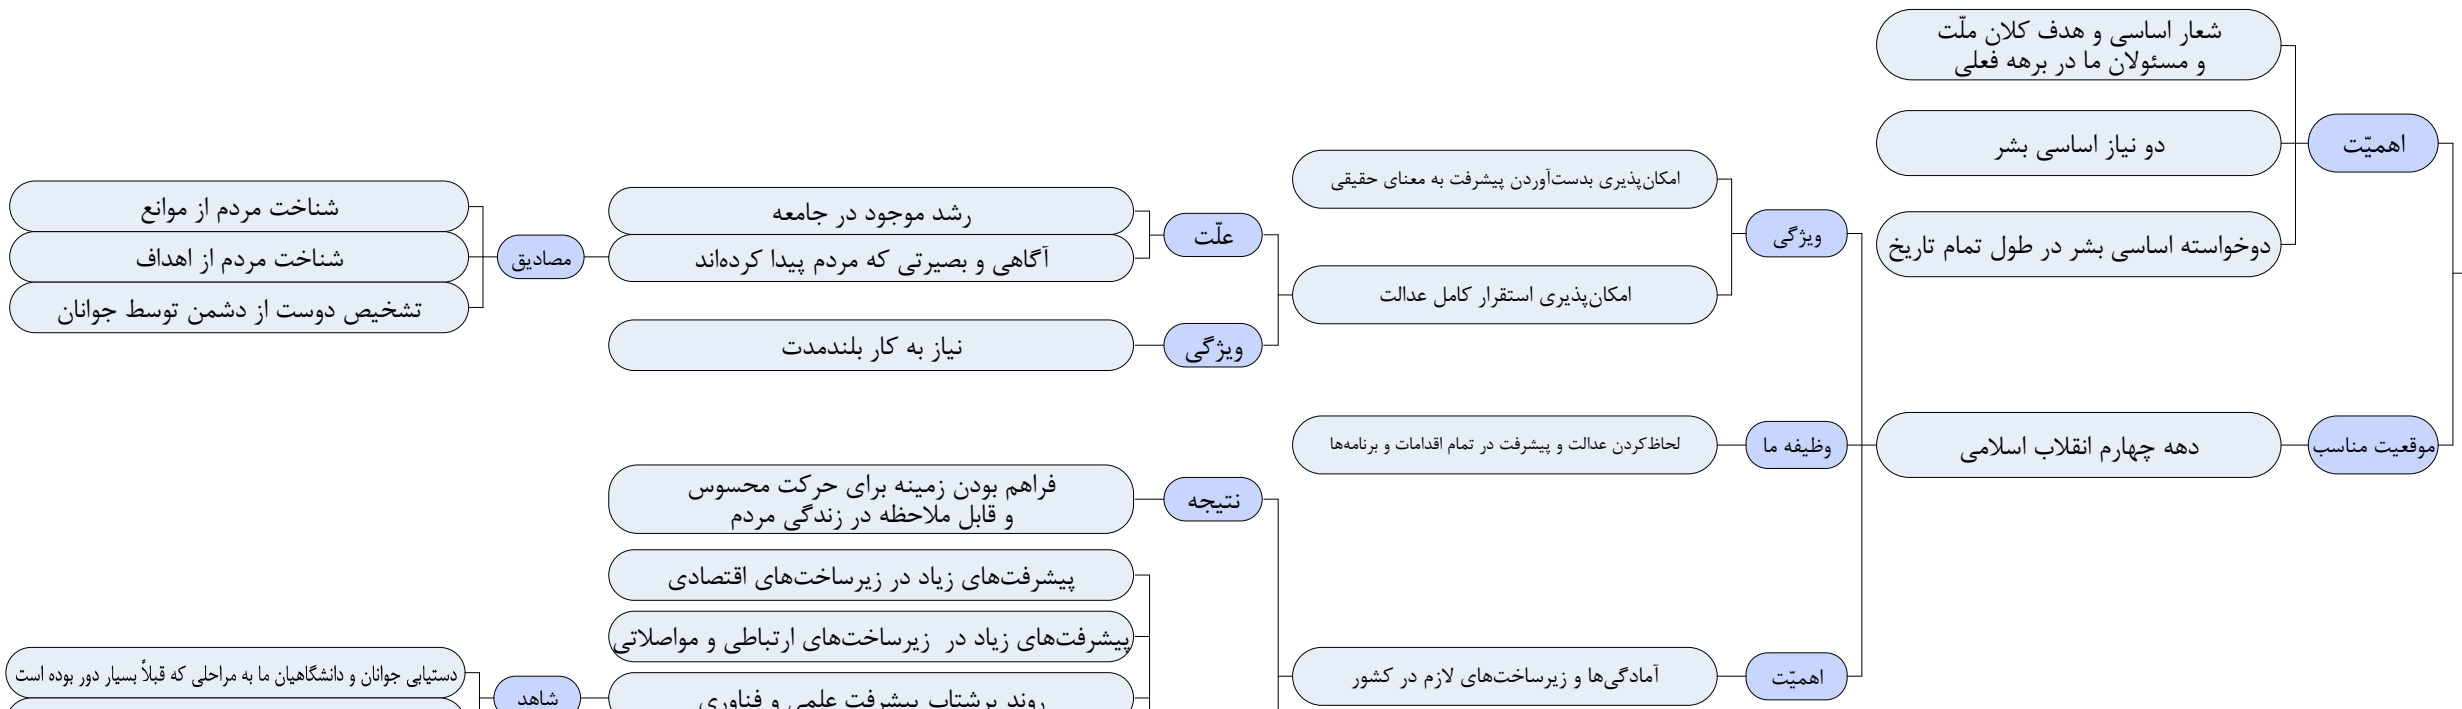 شعار اساسی و هدف کلان ملّت
و مسئولان ما در برهه فعلی
اهمیّت
دو نیاز اساسی بشر
دوخواسته اساسی بشر در طول تمام تاریخ
موقعیت مناسب
دهه چهارم انقلاب اسلامی
ویژگی
امکان‌پذیری بدست‌آوردن پیشرفت به معنای حقیقی
امکان‌پذیری استقرار کامل عدالت
علّت
رشد موجود در جامعه
آگاهی و بصیرتی که مردم پیدا کرده‌اند
مصادیق
شناخت مردم از موانع
شناخت مردم از اهداف
تشخیص دوست از دشمن توسط جوانان
ویژگی
نیاز به کار بلندمدت
وظیفه ما
لحاظ‌کردن عدالت و پیشرفت در تمام اقدامات و برنامه‌ها
اهمیّت
آمادگی‌ها و زیرساخت‌های لازم در کشور
نتیجه
فراهم بودن زمینه برای حرکت محسوس
و قابل ملاحظه در زندگی مردم
پیشرفت‌های زیاد در زیرساخت‌های اقتصادی
پیشرفت‌های زیاد در زیرساخت‌های ارتباطی و مواصلاتی
روند پرشتاب پیشرفت علمی و فناوری
شاهد
دستیابی جوانان و دانشگاهیان ما به مراحلی که قبلاً بسیار دور بوده است